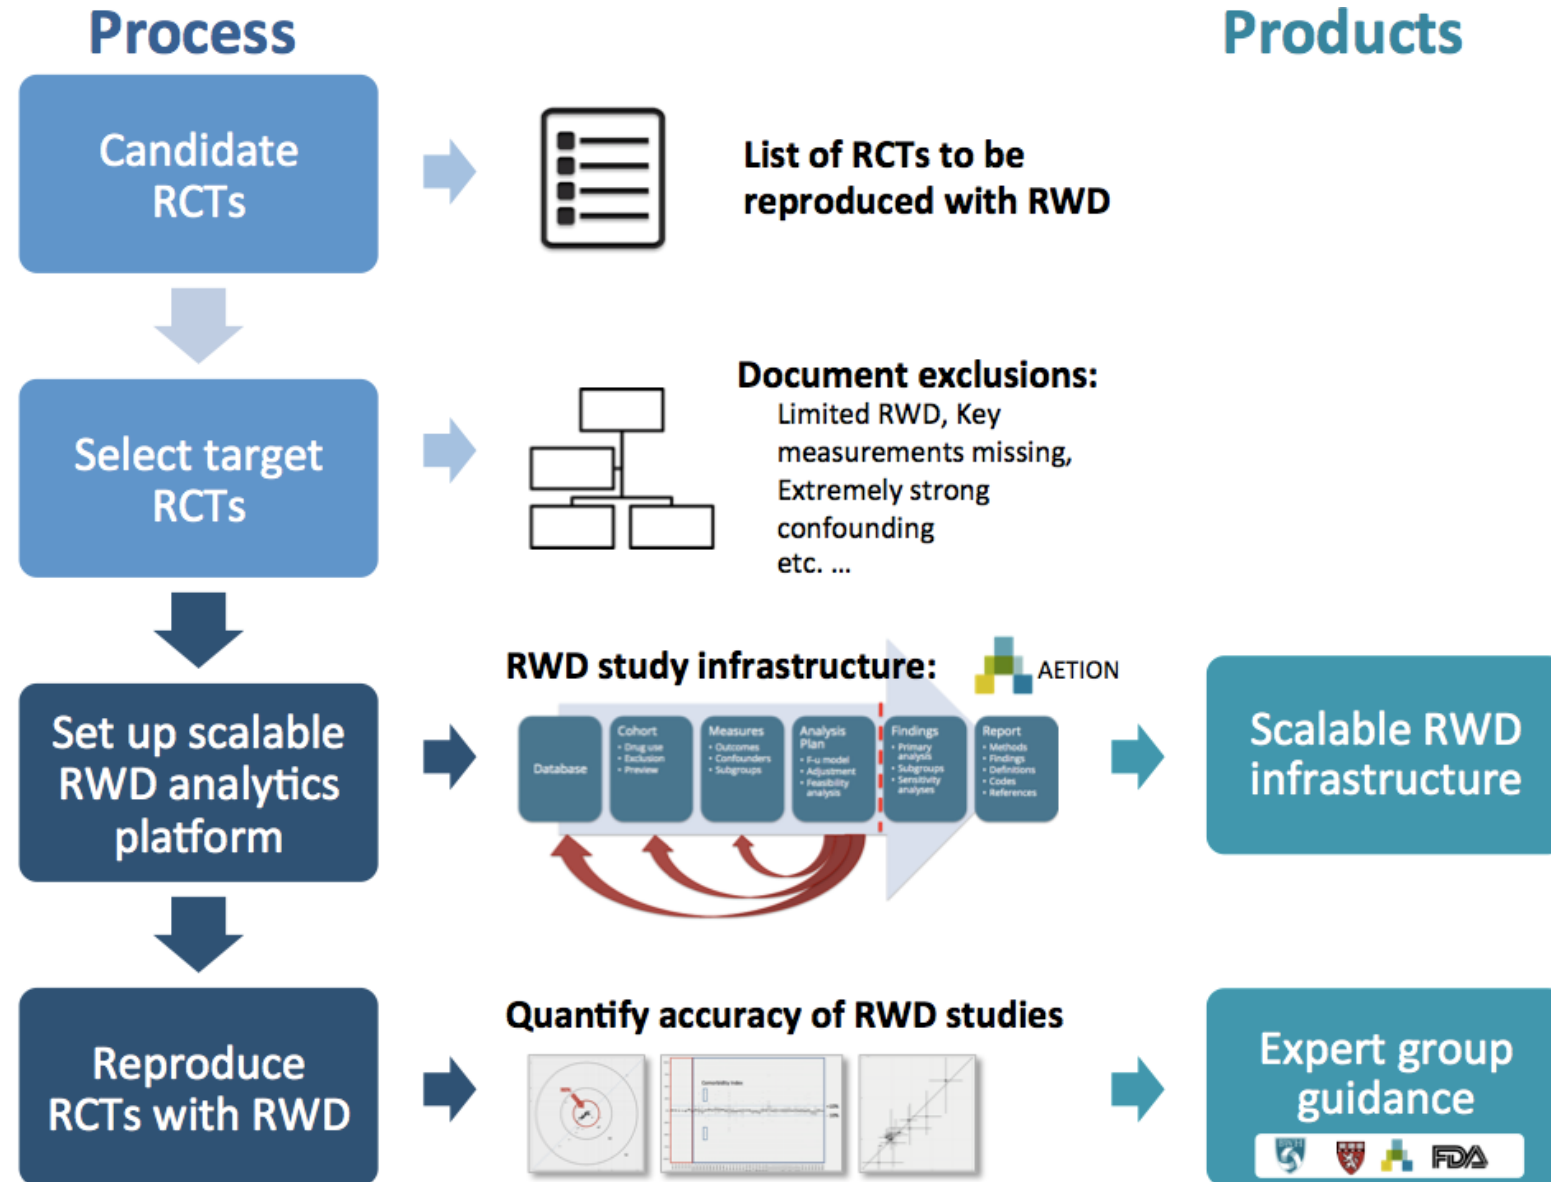 Process
Products
Candidate
RCTs
List of RCTs to be
reproduced with RWD
Select target
RCTs
Document exclusions:
Limited RWD, Key
measurements missing,
Extremely strong
confounding
etc. ...
Set up scalable
RWD analytics
platform
RWD study infrastructure:
AETION
Database
Cohort
• Drug use
• Exclusion
• Preview
Measures
• Outcomes
• Confounders
• Subgroups
Analysis
Plan
• F-u model
• Adjustment
• Feasibility
analysis
Findings
• Primary
analysis
• Subgroups
• Sensitivity
analyses
Report
• Methods
• Findings
• Definitions
• Codes
• References
Scalable RWD
infrastructure
Reproduce
RCTs with RWD
Quantify accuracy of RWD studies
Comorbidity Index
Expert group
guidance
BWH
FDA